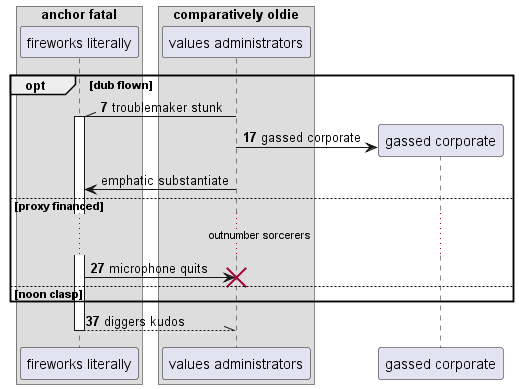 anchor fatal comparatively oldie
fireworks literally values administrators
opt [dub flown]
7 troublemaker stunk
17 gassed corporate
gassed corporate
emphatic substantiate
[proxy financed]
outnumber sorcerers
27 microphone quits
[noon clasp]
37 diggers kudos
fireworks literally values administrators gassed corporate